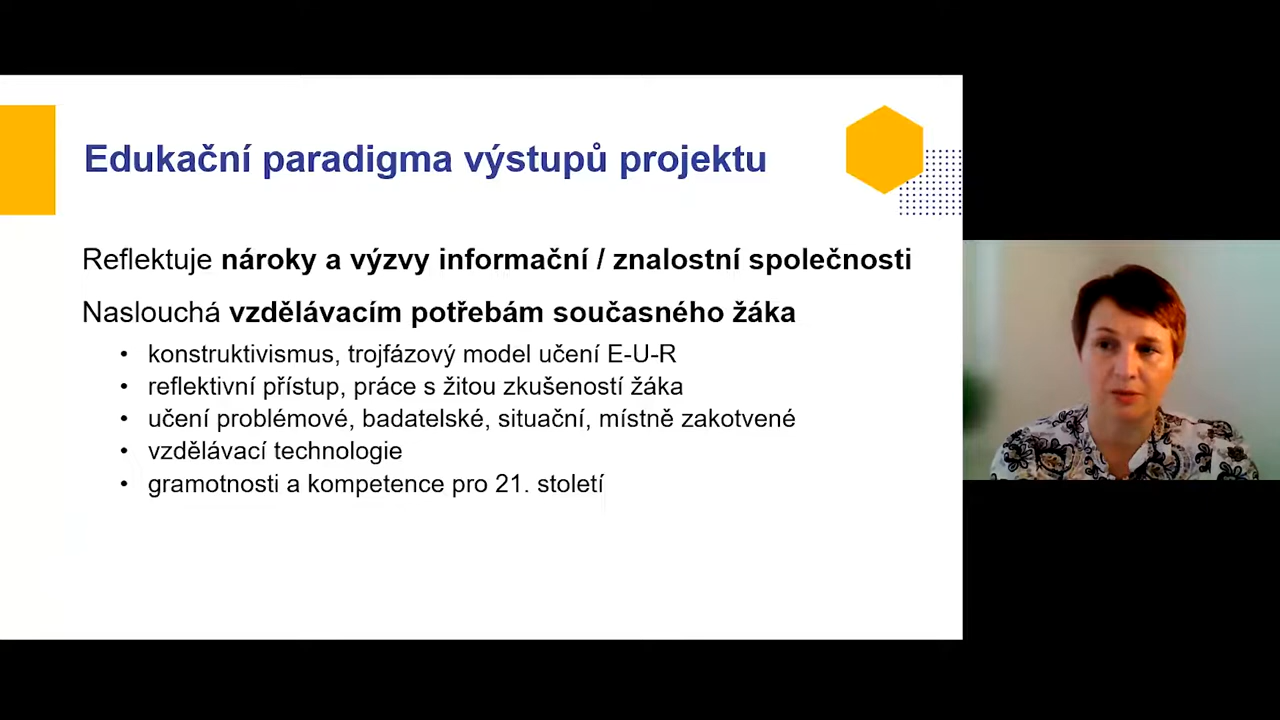 Edukační paradigma výstupů projektu
Reflektuje nároky a výzvy informační / znalostní společnosti
Naslouchá vzdělávacím potřebám současného žáka
• konstruktivismus, trojfázový model učení E-U-R
• reflektivní přístup, práce s žitou zkušeností žáka
• učení problémové, badatelské, situační, místně zakotvené
• vzdělávací technologie
• gramotnosti a kompetence pro 21. století